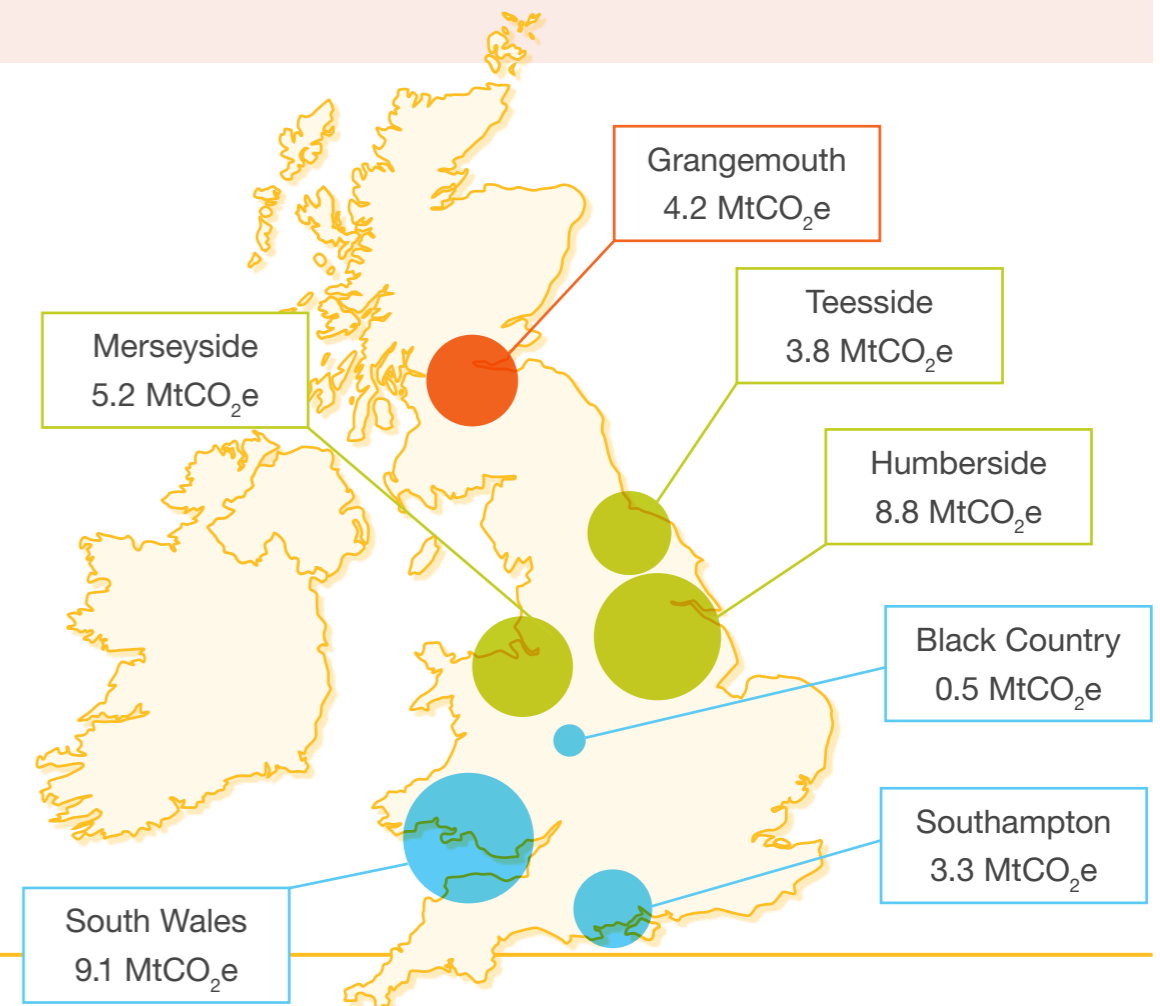 Grangemouth
4.2 MtCO₂e
Teesside
3.8 MtCO₂e
Merseyside
5.2 MtCO₂e
Humberside
8.8 MtCO₂e
Black Country
0.5 MtCO₂e
Southampton
3.3 MtCO₂e
South Wales
9.1 MtCO₂e